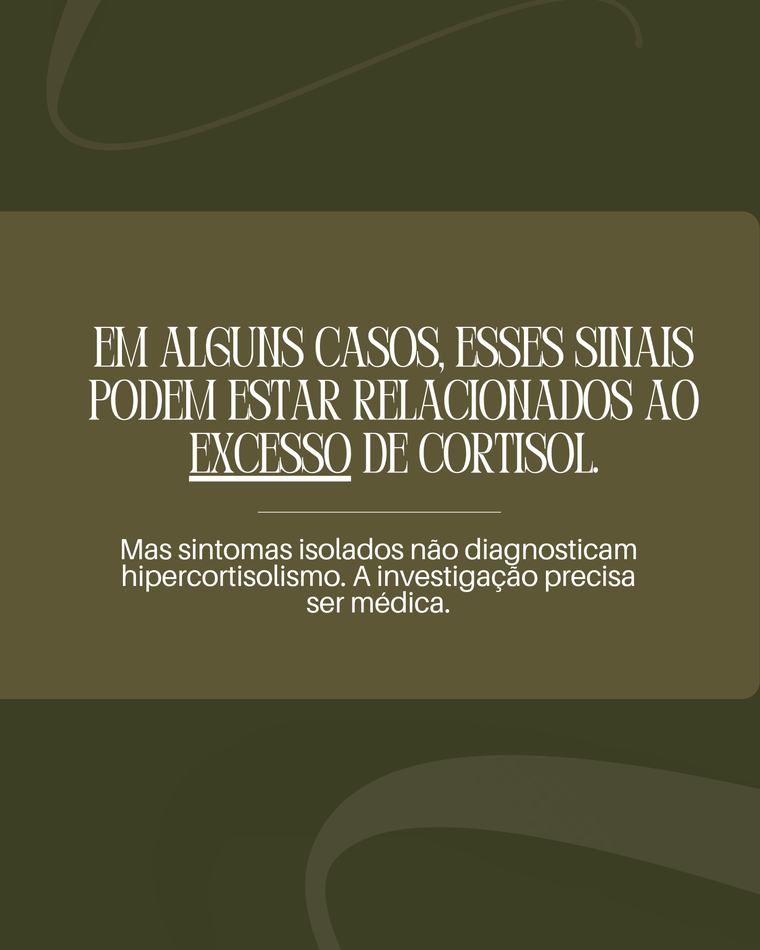 EM ALGUNS CASOS, ESSES SINAIS
PODEM ESTAR RELACIONADOS AO
EXCESSO DE CORTISOL.
Mas sintomas isolados não diagnosticam
hipercortisolismo. A investigação precisa
ser médica.